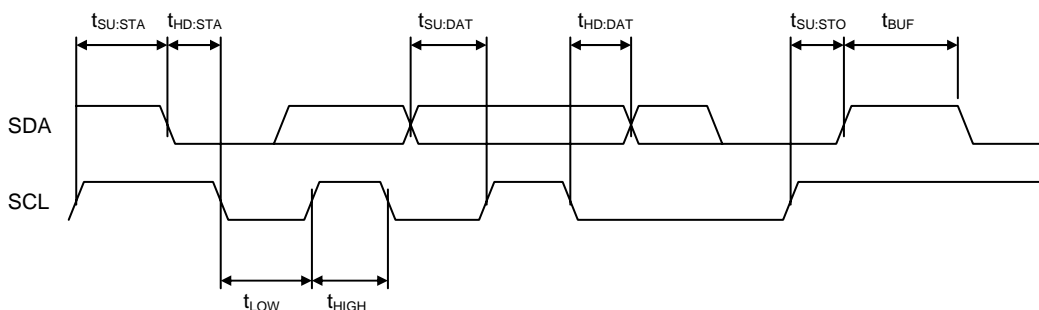 tSU:STA tHD:STA tSU:DAT tHD:DAT tSU:STO tBUF
SDA
SCL
tLOW tHIGH